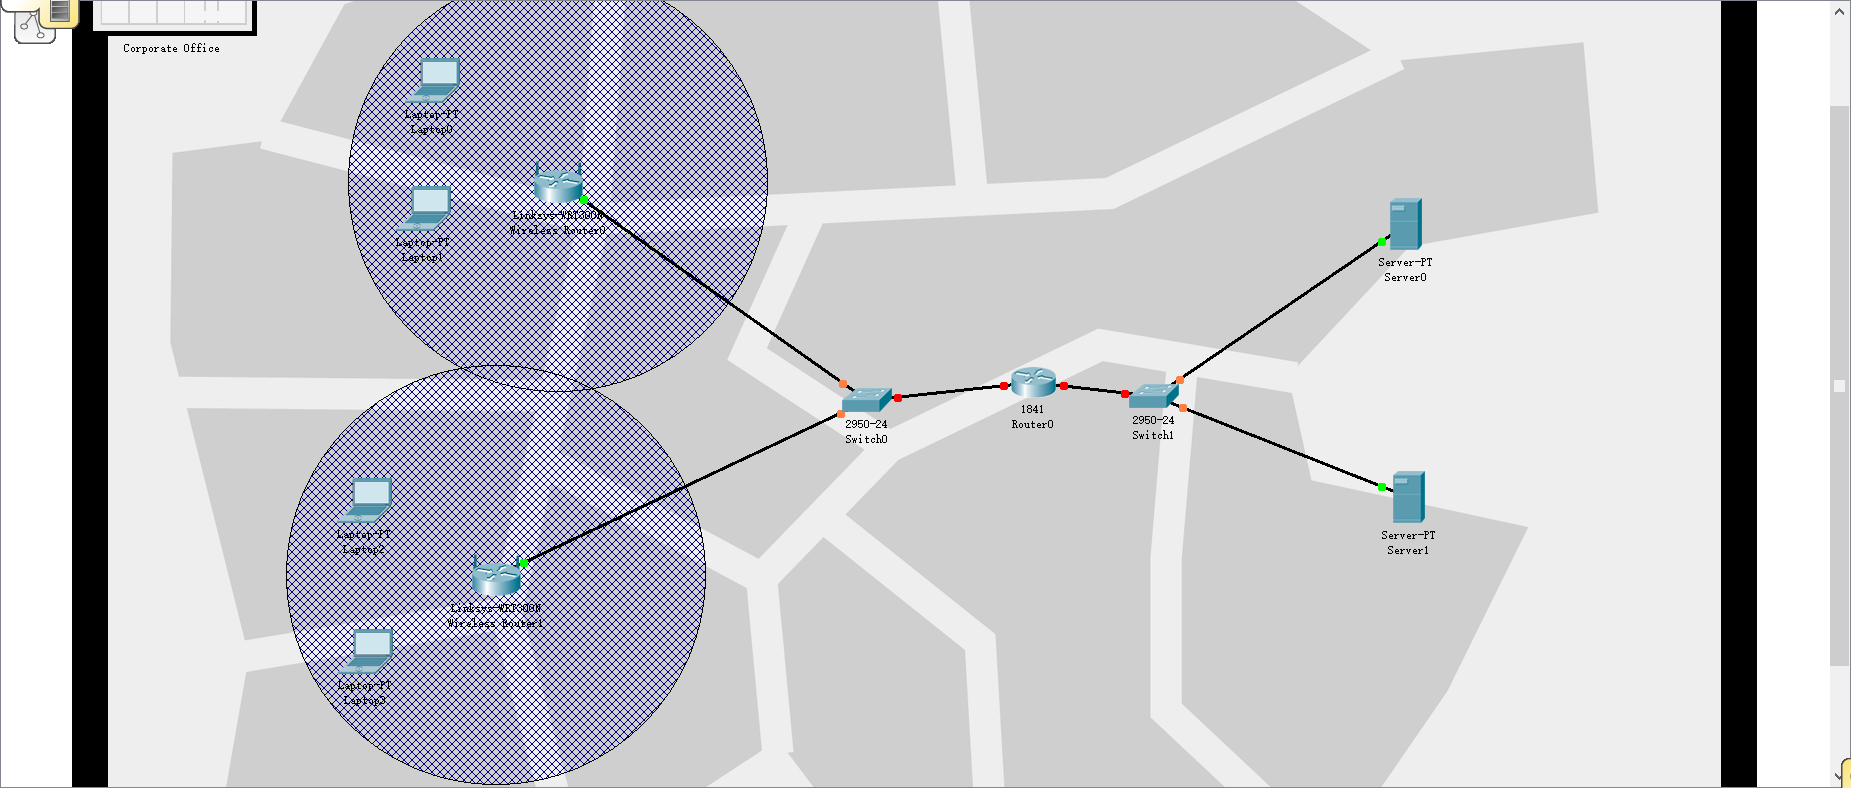 Corporate Office
Laptop-PT
Laptop0
Laptop-PT
Laptop1
Linksys-WRT300N
Wireless Router0
Server-PT
Server0
1841
Router0
2950-24
Switch0
2950-24
Switch1
Laptop-PT
Laptop2
Server-PT
Server1
Linksys-WRT300N
Wireless Router1
Laptop-PT
Laptop3